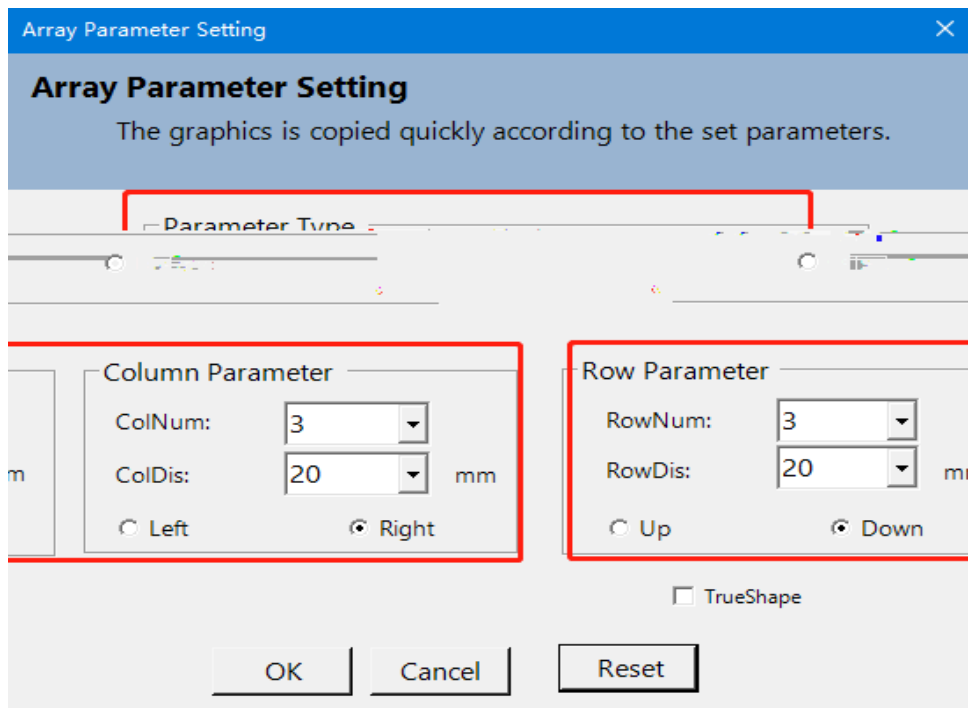 Array Parameter Setting
Array Parameter Setting
The graphics is copied quickly according to the set parameters.
Parameter Type
Column Parameter
Row Parameter
ColNum: 3
RowNum: 3
m
ColDis: 20 mm
RowDis: 20
Left Right
Up Down
TrueShape
OK Cancel Reset